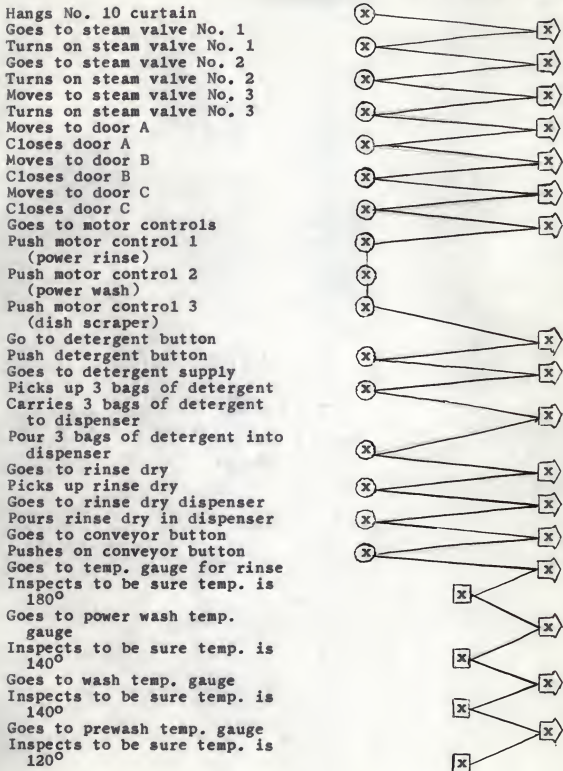 Hangs No. 10 curtain x
Goes to steam valve No. 1 x
Turns on steam valve No. 1 x
Goes to steam valve No. 2 x
Turns on steam valve No. 2 x
Moves to steam valve No. 3 x
Turns on steam valve No. 3 x
Moves to door A x
Closes door A x
Moves to door B x
Closes door B x
Moves to door C x
Closes door C x
Goes to motor controls x
Push motor control 1 x
(power rinse)
Push motor control 2 x
(power wash)
Push motor control 3 x
(dish scraper)
Go to detergent button x
Push detergent button x
Goes to detergent supply x
Picks up 3 bags of detergent x
Carries 3 bags of detergent
to dispenser x
Pour 3 bags of detergent into
dispenser x
Goes to rinse dry x
Picks up rinse dry x
Goes to rinse dry dispenser x
Pours rinse dry in dispenser x
Goes to conveyor button x
Pushes on conveyor button x
Goes to temp. gauge for rinse x
Inspects to be sure temp. is
180° x
Goes to power wash temp.
gauge x
Inspects to be sure temp. is
140° x
Goes to wash temp. gauge x
Inspects to be sure temp. is
140° x
Goes to prewash temp. gauge x
Inspects to be sure temp. is
120° x